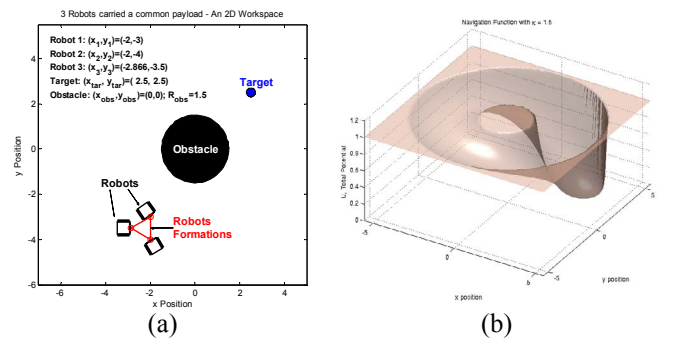 3 Robots carried a common payload - An 2D Workspace
Robot 1: (x1,y1)=(-2,-3)
Robot 2: (x2,y2)=(-2,-4)
Robot 3: (x3,y3)=(-2.866,-3.5)
Target: (xtar, ytar)=( 2.5, 2.5)
Obstacle: (xobs,yobs)=(0,0); Robs=1.5
Target
Obstacle
Robots
Robots
Formations
y Position
4
2
0
-2
-4
-6
-6
-4
-2
0
2
4
x Position
(a)
Navigation Function with κ = 1.5
Total Potential
1.2
1
0.8
0.6
0.4
0.2
0
-5
0
5
x position
5
0
-5
y position
(b)